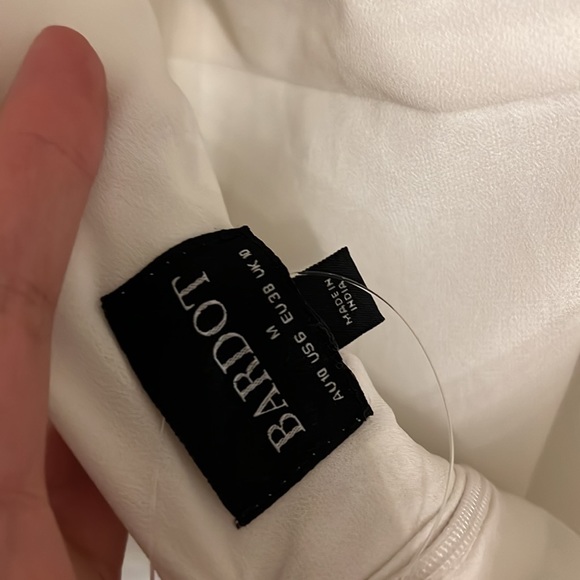 BARDOT
M
AU10 US6 EU38 UK10
MADE IN
INDIA